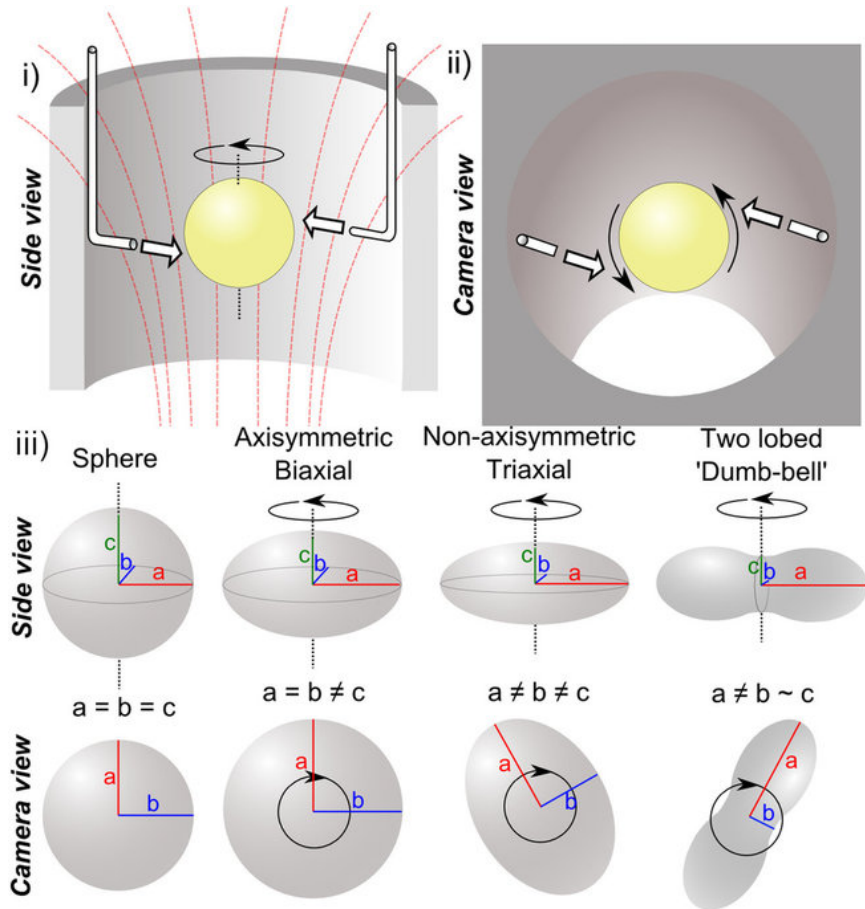 i)
Side view
ii)
Camera view
iii)
Sphere
Axisymmetric
Biaxial
Non-axisymmetric
Triaxial
Two lobed
'Dumb-bell'
Side view
c
b
a
c
b
a
c
b
a
c
b
a
a = b = c
a = b ≠ c
a ≠ b ≠ c
a ≠ b ~ c
Camera view
a
b
a
b
a
b
a
b